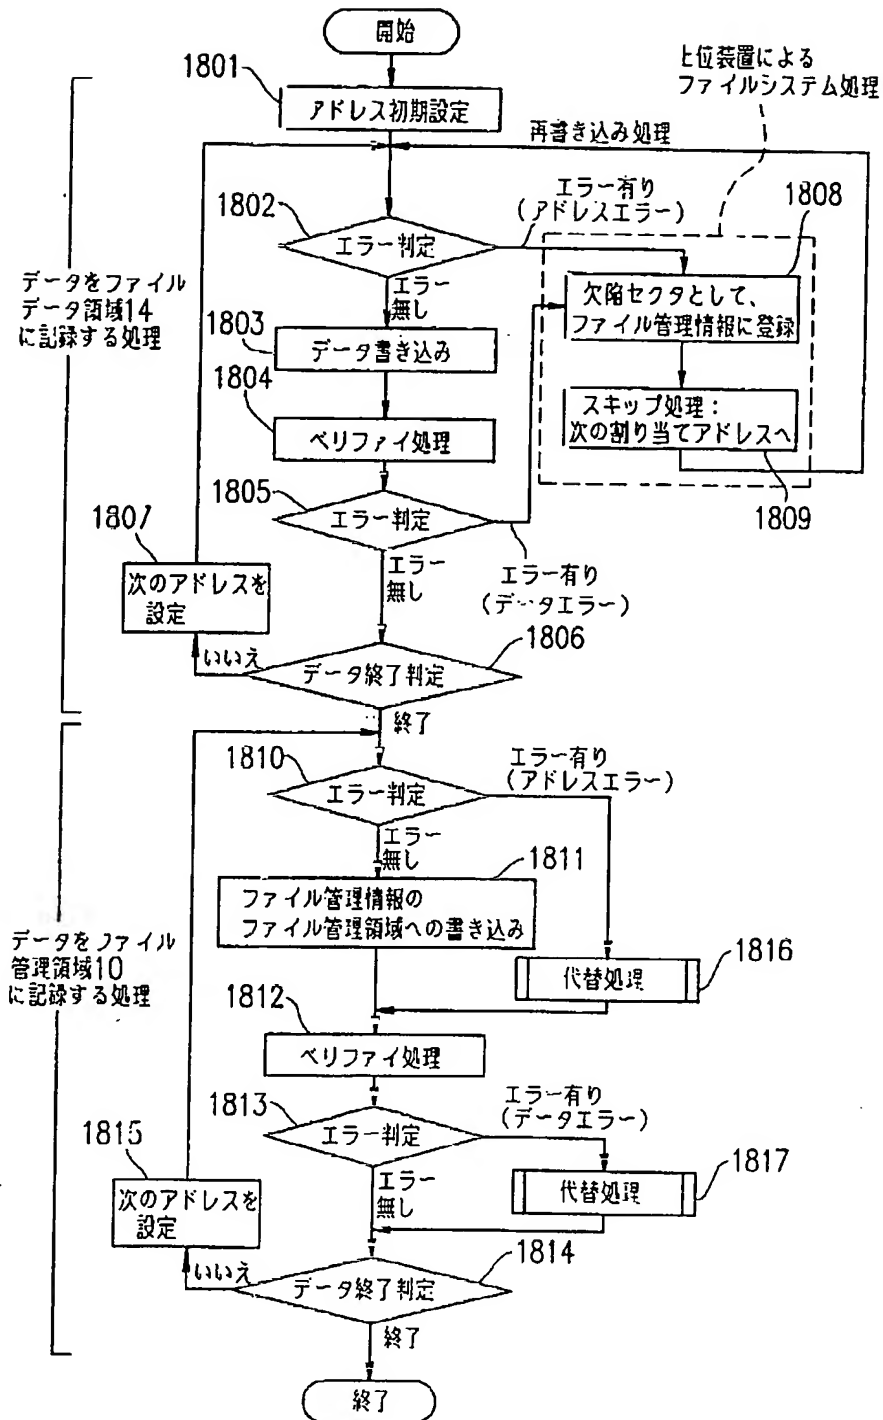 開始
1801
アドレス初期設定
上位装置による
ファイルシステム処理
再書き込み処理
1802
エラー判定
エラー有り
(アドレスエラー)
1808
エラー
無し
欠陥セクタとして、
ファイル管理情報に登録
データをファイル
データ領域14
に記録する処理
1803
データ書き込み
1804
ベリファイ処理
スキップ処理:
次の割り当てアドレスへ
1809
1805
エラー判定
1807
エラー
無し
エラー有り
(データエラー)
次のアドレスを
設定
いいえ
1806
データ終了判定
終了
1810
エラー判定
エラー有り
(アドレスエラー)
エラー
無し
1811
ファイル管理情報の
ファイル管理領域への書き込み
データをファイル
管理領域10
に記録する処理
1816
代替処理
1812
ベリファイ処理
1813
エラー判定
エラー有り
(データエラー)
1815
次のアドレスを
設定
エラー
無し
1817
代替処理
いいえ
1814
データ終了判定
終了
終了